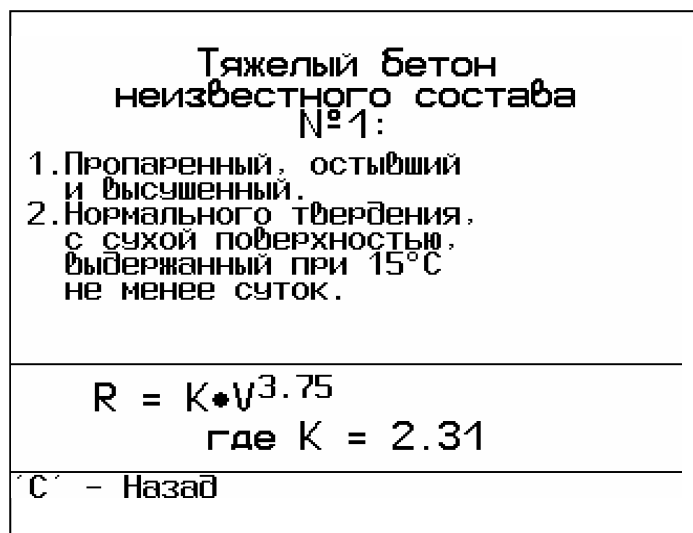 Тяжелый бетон
неизвестного состава
№1:
1.Пропаренный, остывший
и высушенный.
2.Нормального твердения,
с сухой поверхностью,
выдержанный при 15°С
не менее суток.
R = K•V^3.75
где K = 2.31
´С´ - Назад